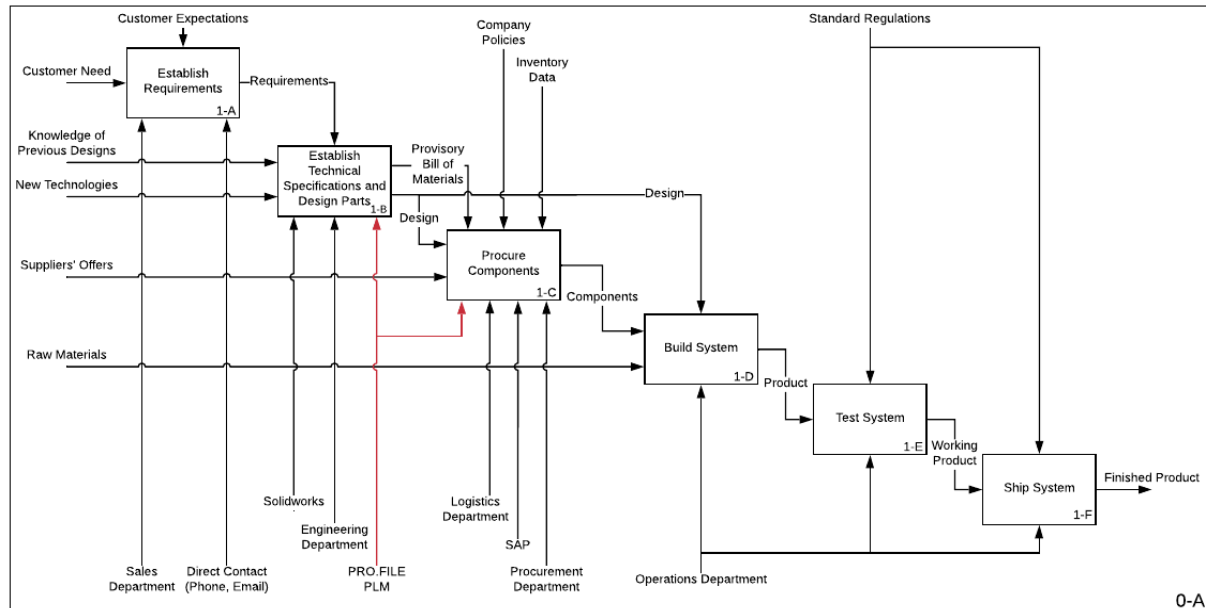 Customer Expectations
Standard Regulations
Company
Policies
Inventory
Data
Customer Need
Establish
Requirements
1-A
Requirements
Knowledge of
Previous Designs
New Technologies
Establish
Technical
Specifications and
Design Parts
1-B
Provisory
Bill of
Materials
Design
Design
Suppliers' Offers
Procure
Components
1-C
Components
Raw Materials
Build System
1-D
Product
Test System
1-E
Working
Product
Ship System
1-F
Finished Product
Solidworks
Engineering
Department
Logistics
Department
SAP
Sales
Department
Direct Contact
(Phone, Email)
PRO.FILE
PLM
Procurement
Department
Operations Department
0-A